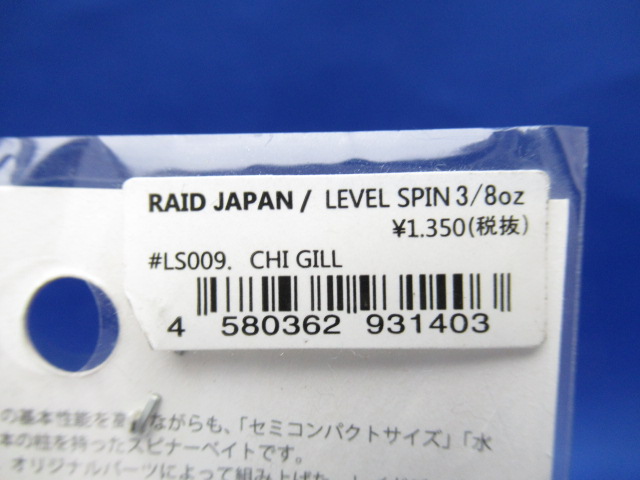 RAID JAPAN / LEVEL SPIN 3/8oz
¥1.350(税抜)
#LS009. CHI GILL
4 580362 931403
の基本性能を ながらも、「セミコンパクトサイズ」「水
本の柱を持ったスピナーベイトです。
オリジナルパーツによって組み上げた